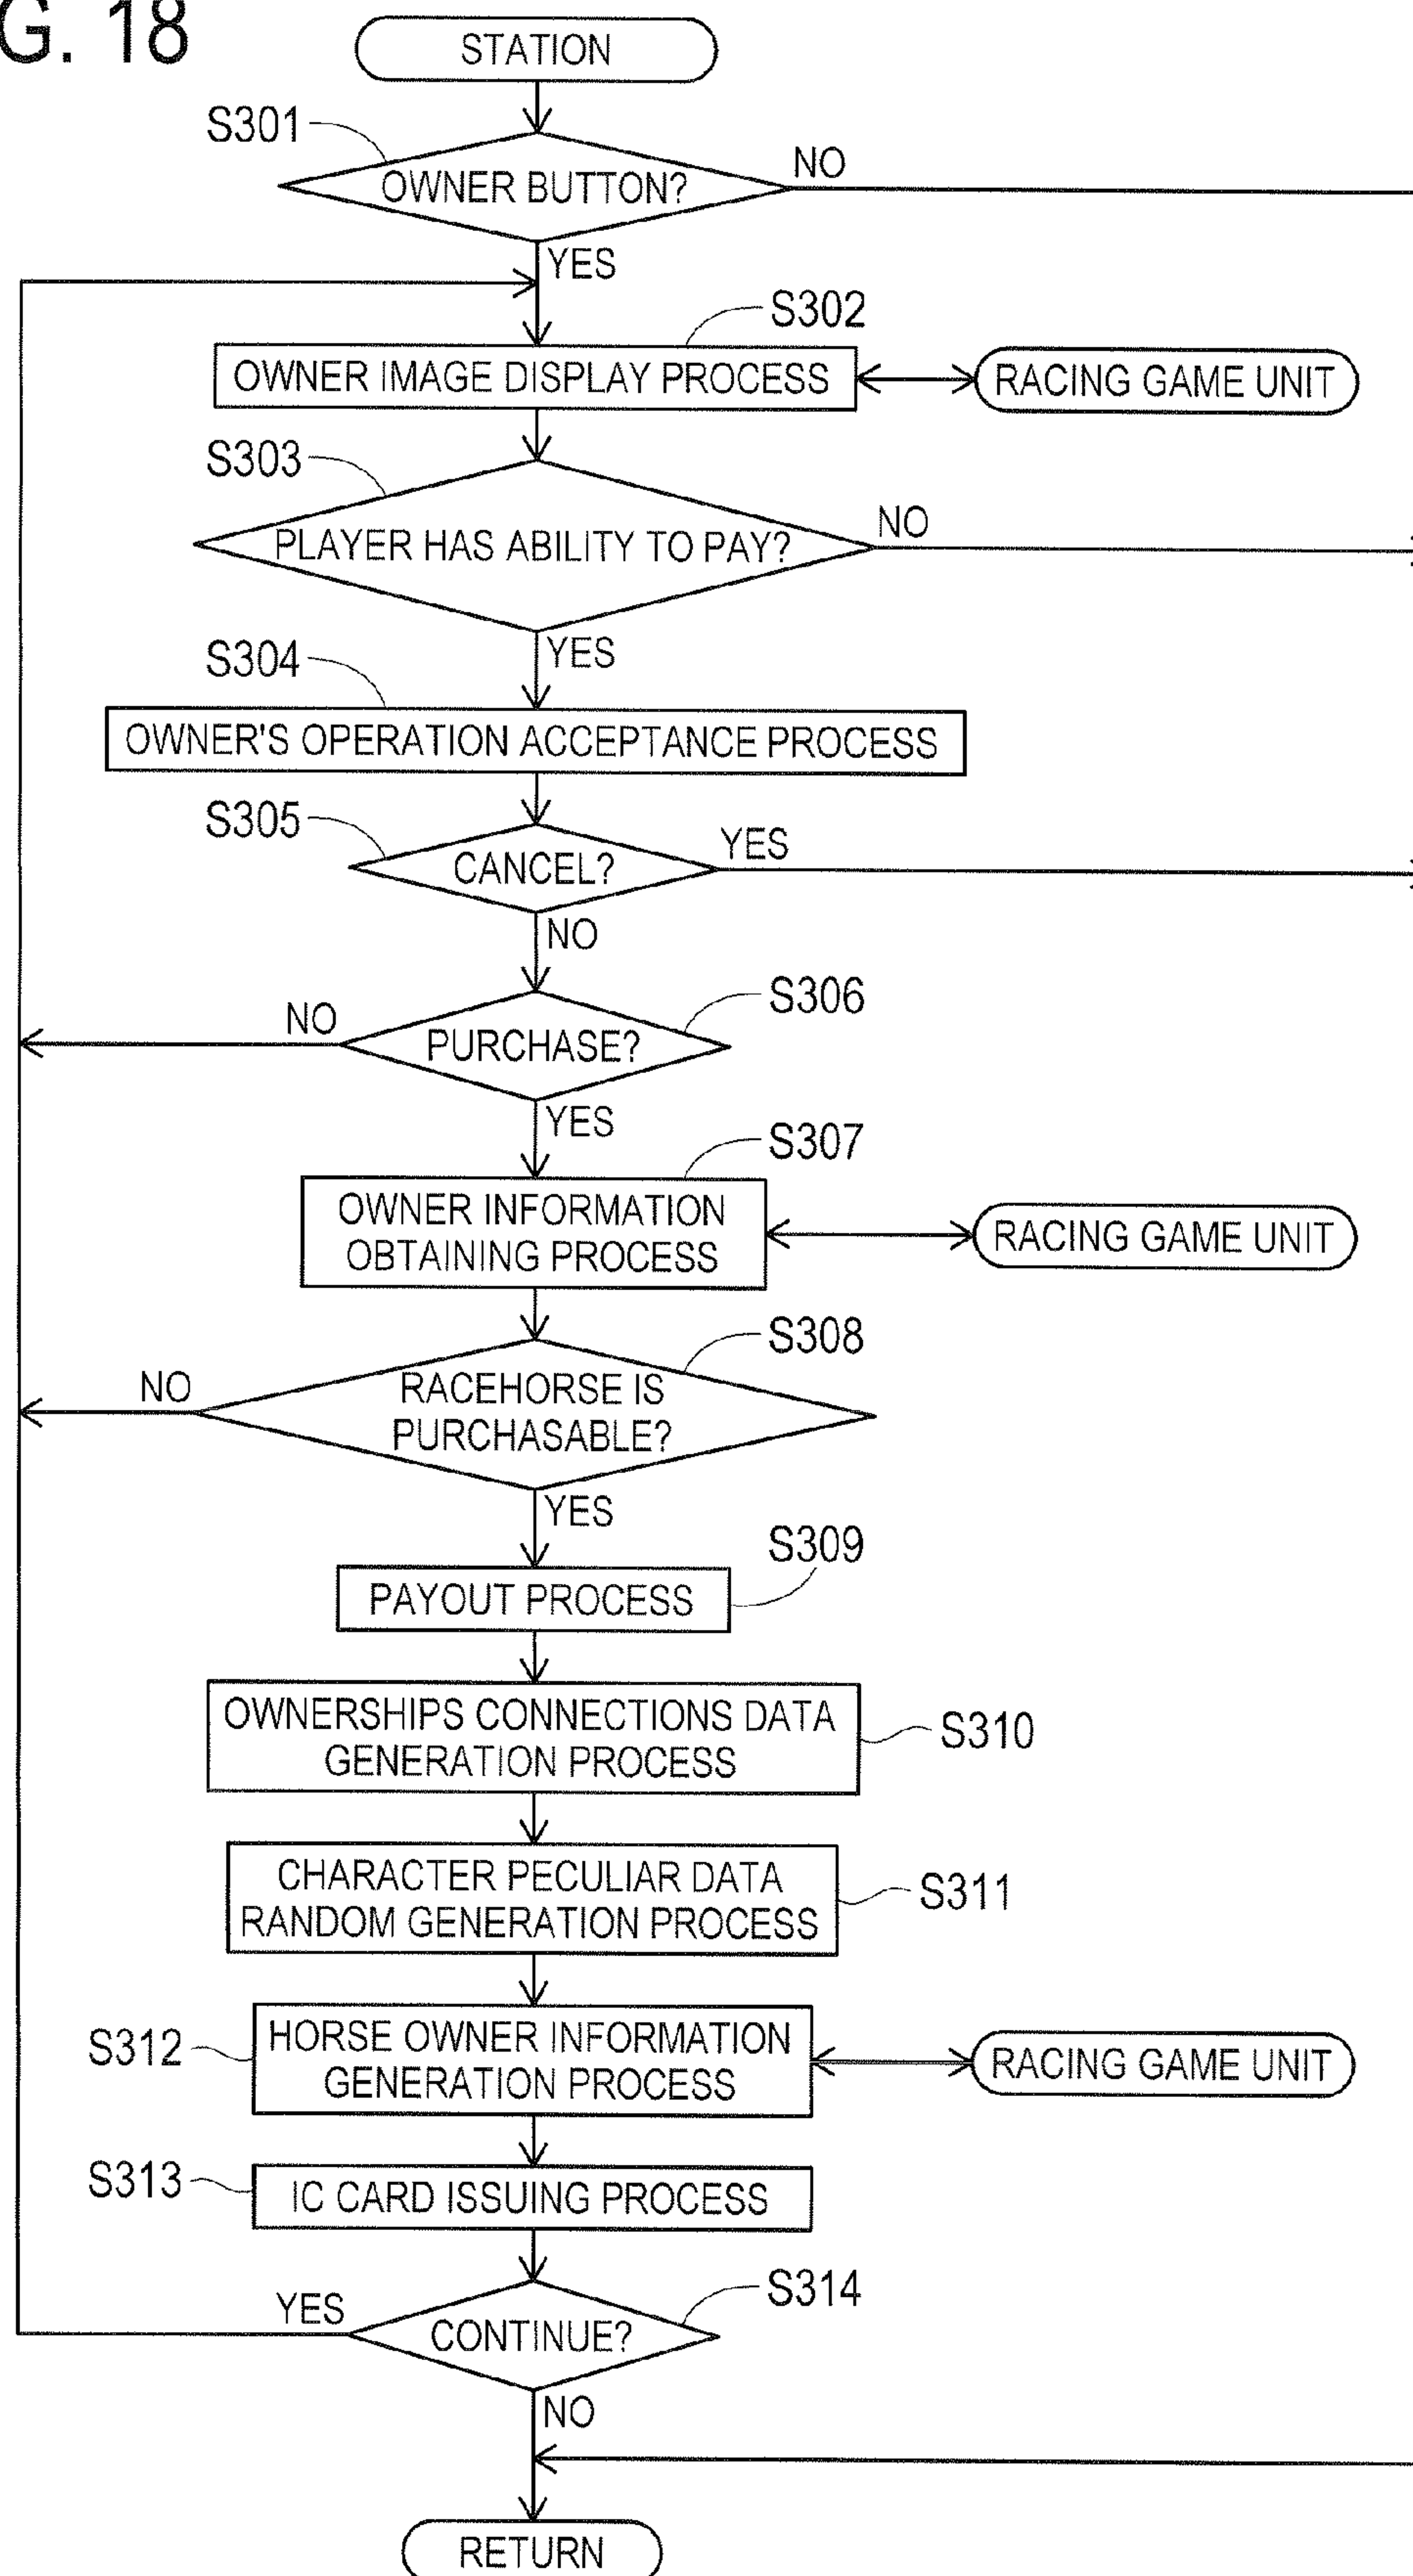 G. 18
STATION
S301
OWNER BUTTON?
NO
YES
S302
OWNER IMAGE DISPLAY PROCESS
RACING GAME UNIT
S303
PLAYER HAS ABILITY TO PAY?
NO
YES
S304
OWNER'S OPERATION ACCEPTANCE PROCESS
S305
CANCEL?
YES
NO
S306
PURCHASE?
NO
YES
S307
OWNER INFORMATION
OBTAINING PROCESS
RACING GAME UNIT
S308
RACEHORSE IS
PURCHASABLE?
NO
YES
S309
PAYOUT PROCESS
OWNERSHIPS CONNECTIONS DATA
GENERATION PROCESS
S310
CHARACTER PECULIAR DATA
RANDOM GENERATION PROCESS
S311
S312
HORSE OWNER INFORMATION
GENERATION PROCESS
RACING GAME UNIT
S313
IC CARD ISSUING PROCESS
S314
YES
CONTINUE?
NO
RETURN